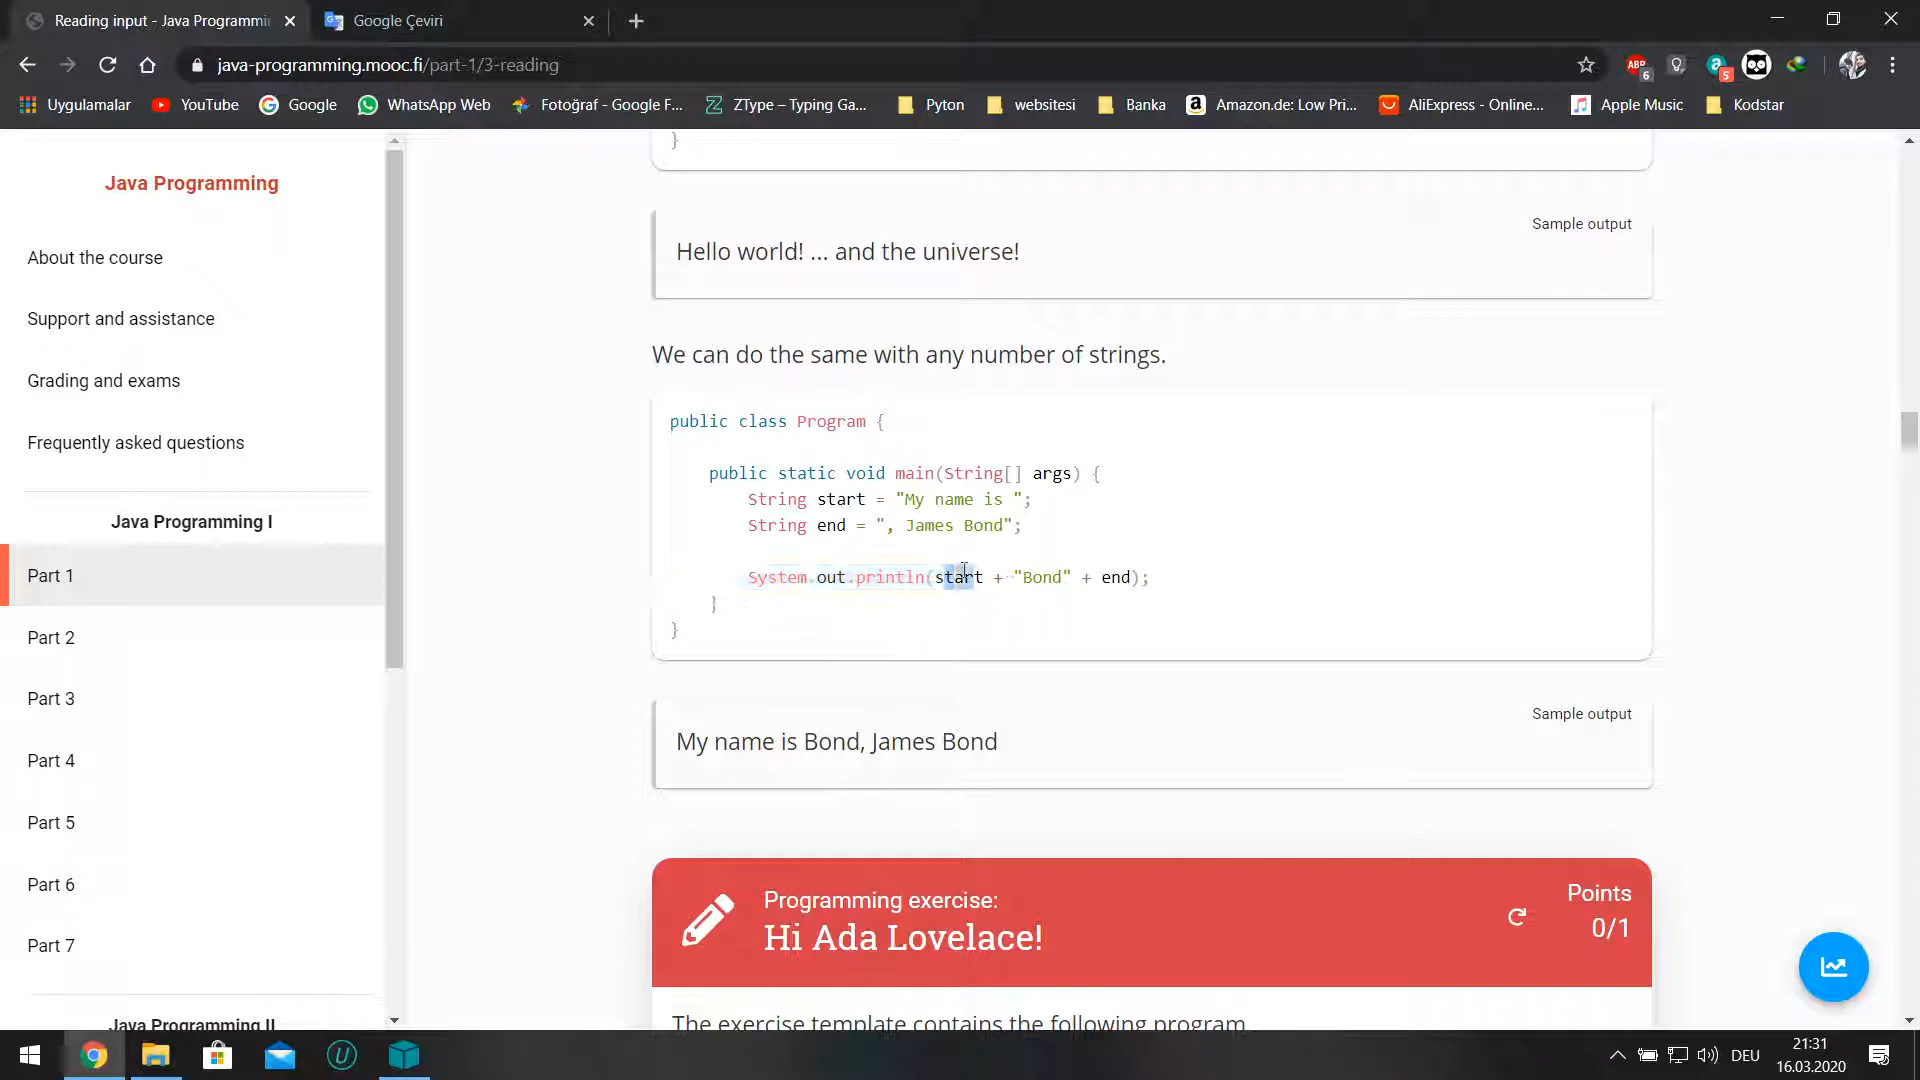 Reading input - Java Programmi
Google Çeviri
java-programming.mooc.fi/part-1/3-reading
ABP
6
5
Uygulamalar
YouTube
Google
WhatsApp Web
Fotoğraf - Google F...
ZType – Typing Ga...
Pyton
websitesi
Banka
Amazon.de: Low Pri...
AliExpress - Online...
Apple Music
Kodstar
Java Programming
About the course
Support and assistance
Grading and exams
Frequently asked questions
Java Programming I
Part 1
Part 2
Part 3
Part 4
Part 5
Part 6
Part 7
Java Programming II
}
Sample output
Hello world! ... and the universe!
We can do the same with any number of strings.
public class Program {
public static void main(String[] args) {
String start = "My name is ";
String end = ", James Bond";
System.out.println(start + "Bond" + end);
}
}
Sample output
My name is Bond, James Bond
Programming exercise:
Hi Ada Lovelace!
Points
0/1
The exercise template contains the following program
DEU
21:31
16.03.2020